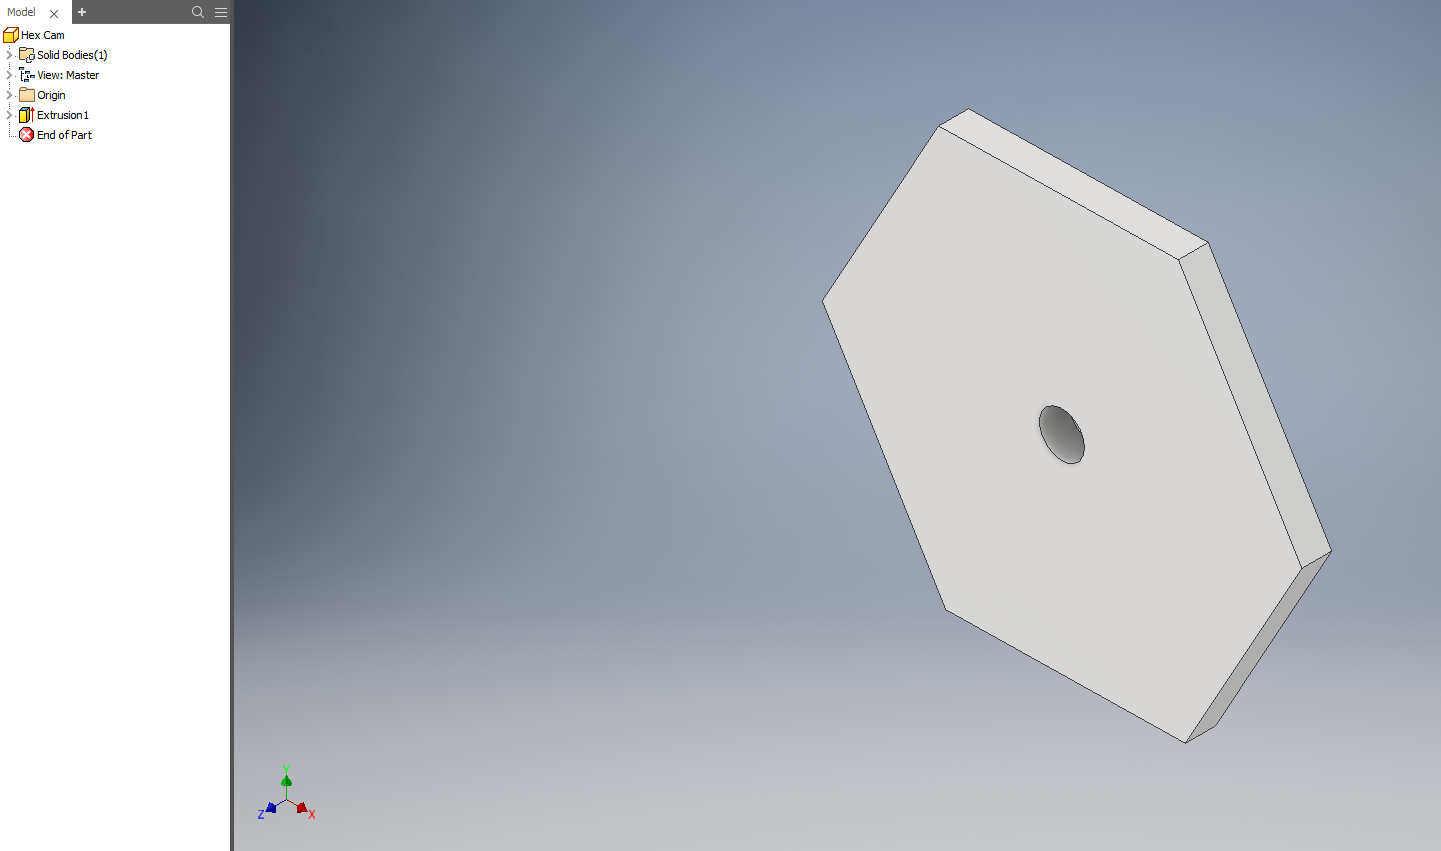 Model
Hex Cam
Solid Bodies(1)
View: Master
Origin
Extrusion1
End of Part
Y
Z
X